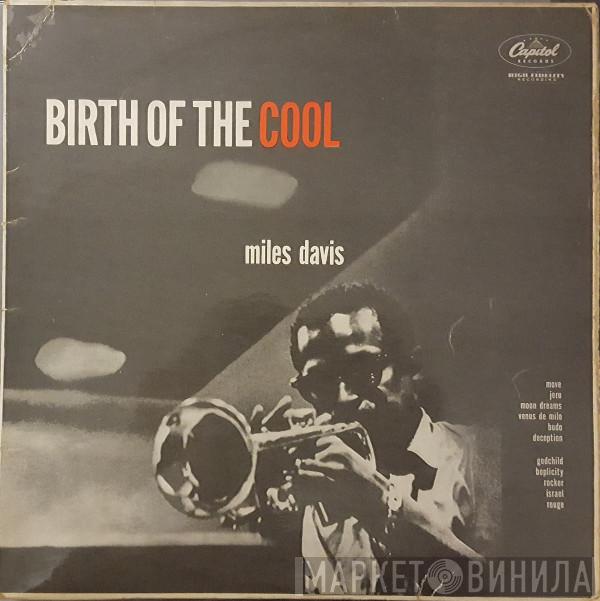 Capitol
RECORDS
HIGH FIDELITY
RECORDING
BIRTH OF THE COOL
miles davis
move
jeru
moon dreams
venus de milo
budo
deception
godchild
boplicity
rocker
israel
rouge
МАРКЕТ ВИНИЛА